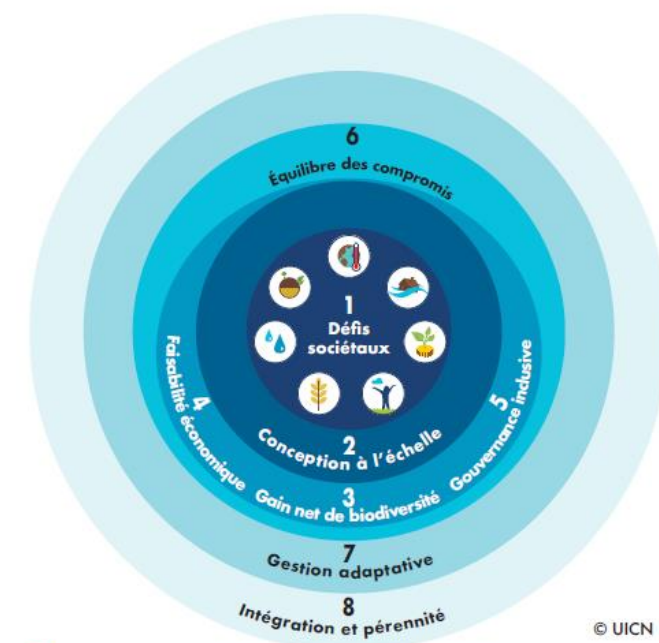 6
Équilibre des compromis
1
Défis
sociétaux
4
Faisabilité économique
5
Gouvernance inclusive
2
Conception à l'échelle
3
Gain net de biodiversité
7
Gestion adaptative
8
Intégration et pérennité
© UICN